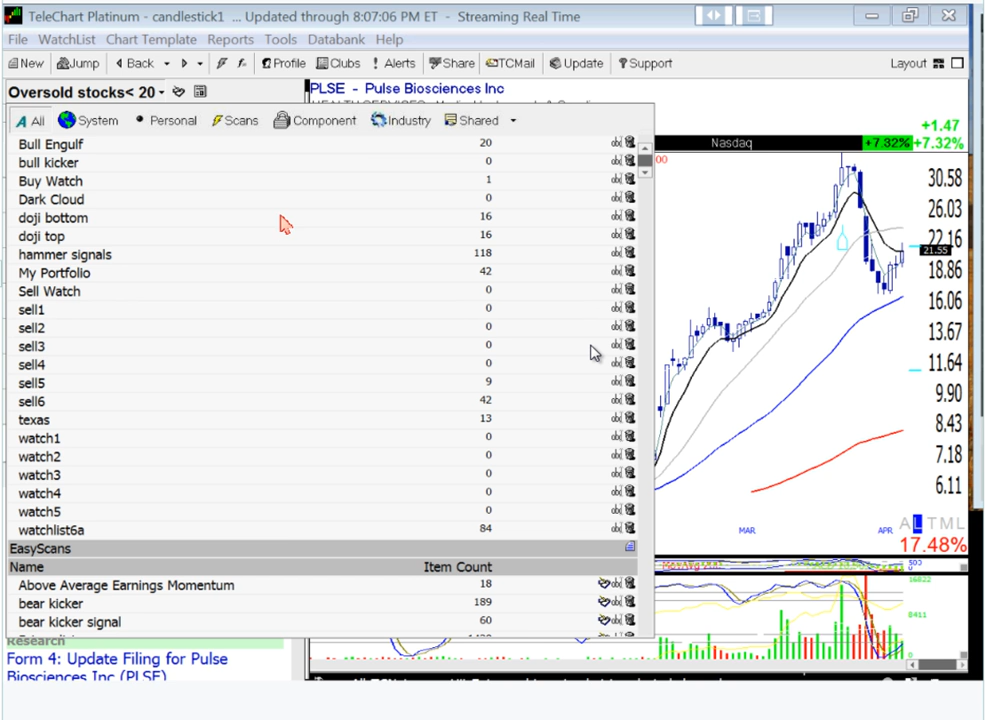 TeleChart Platinum - candlestick1 ... Updated through 8:07:06 PM ET - Streaming Real Time
File WatchList Chart Template Reports Tools Databank Help
New Jump Back Profile Clubs Alerts Share TCMail Update Support Layout
Oversold stocks< 20
PLSE - Pulse Biosciences Inc
All System Personal Scans Component Industry Shared
+1.47
Nasdaq +7.32% +7.32%
Bull Engulf 20
bull kicker 0
Buy Watch 1
Dark Cloud 0
doji bottom 16
doji top 16
hammer signals 118
My Portfolio 42
Sell Watch 0
sell1 0
sell2 0
sell3 0
sell4 0
sell5 9
sell6 42
texas 13
watch1 0
watch2 0
watch3 0
watch4 0
watch5 0
watchlist6a 84
EasyScans
Name Item Count
Above Average Earnings Momentum 18
bear kicker 189
bear kicker signal 60
00
30.58
26.03
22.16
21.55
18.86
16.06
13.67
11.64
9.90
8.43
7.18
6.11
MAR APR
A L T M L
17.48%
500
0
16822
8411
0
Research
Form 4: Update Filing for Pulse
Biosciences Inc (PLSE)